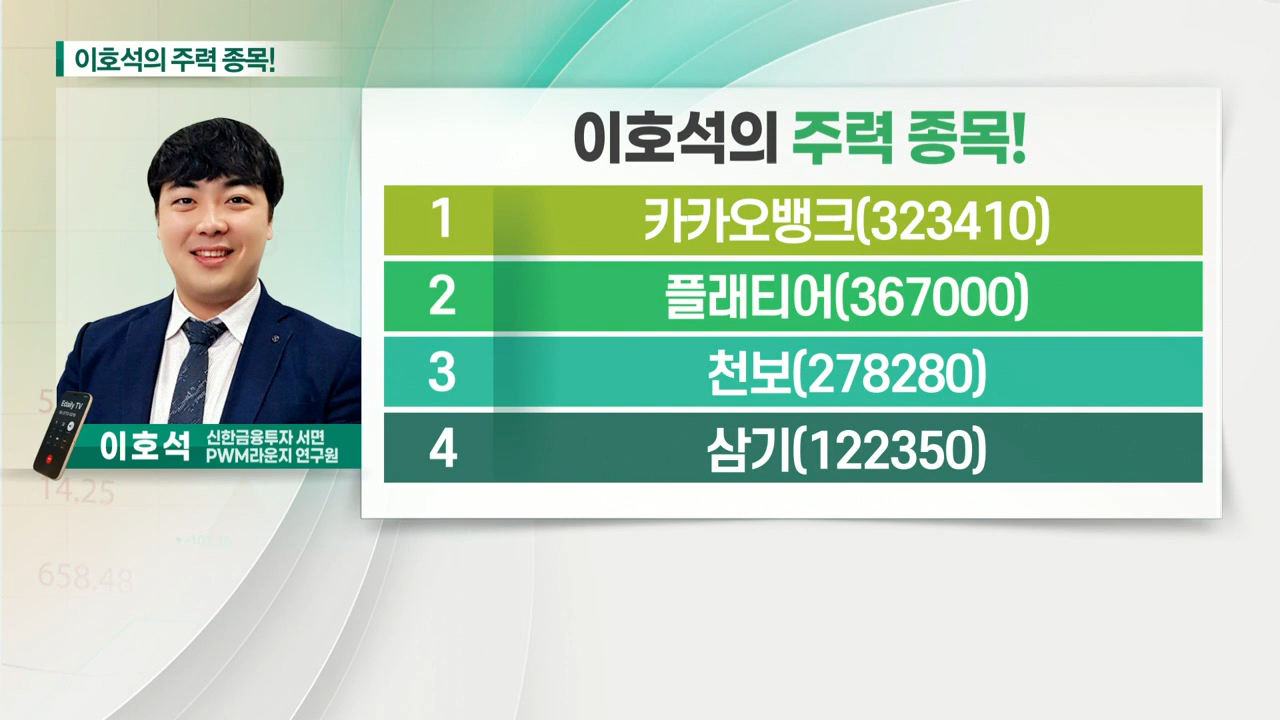 이호석의 주력 종목!
이호석의 주력 종목!
1 카카오뱅크(323410)
2 플래티어(367000)
3 천보(278280)
4 삼기(122350)
Edaily TV
이호석 신한금융투자 서면
PWM라운지 연구원
14.25
658.48